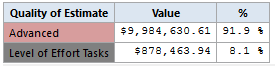 Quality of Estimate Value %
Advanced $9,984,630.61 91.9 %
Level of Effort Tasks $878,463.94 8.1 %